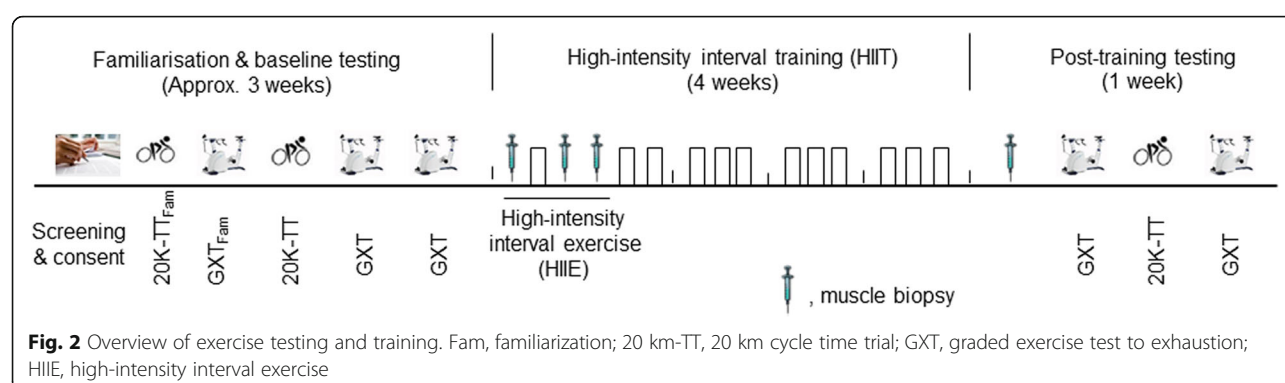 Familiarisation & baseline testing
(Approx. 3 weeks)
High-intensity interval training (HIIT)
(4 weeks)
Post-training testing
(1 week)
Screening
& consent
20K-TTFam
GXTFam
20K-TT
GXT
GXT
High-intensity
interval exercise
(HIIE)
, muscle biopsy
GXT
20K-TT
GXT
Fig. 2 Overview of exercise testing and training. Fam, familiarization; 20 km-TT, 20 km cycle time trial; GXT, graded exercise test to exhaustion;
HIIE, high-intensity interval exercise